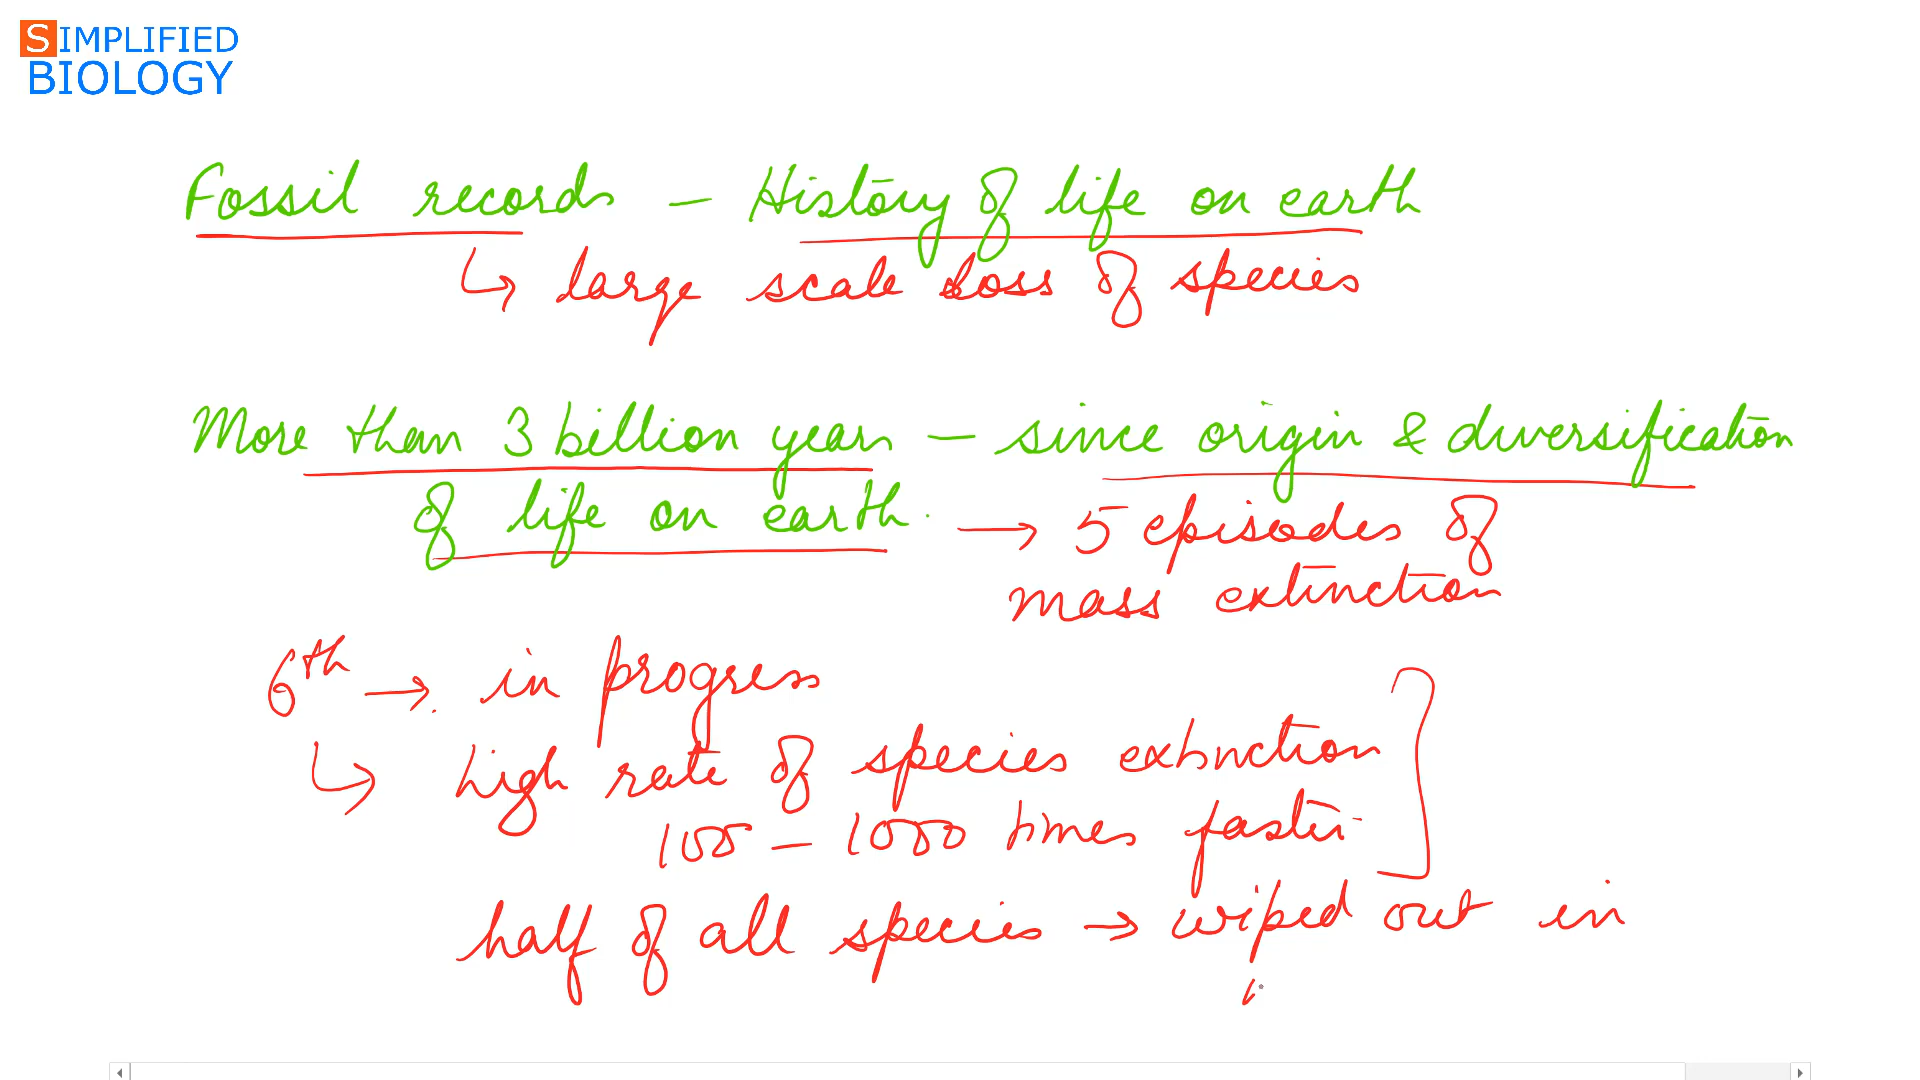 SIMPLIFIED
BIOLOGY
Fossil records – History of life on earth
↳ large scale loss of species
More than 3 billion years – since origin & diversification
of life on earth. → 5 episodes of
mass extinction
6th → in progress
↳ high rate of species extinction
100 – 1000 times faster
half of all species → wiped out in